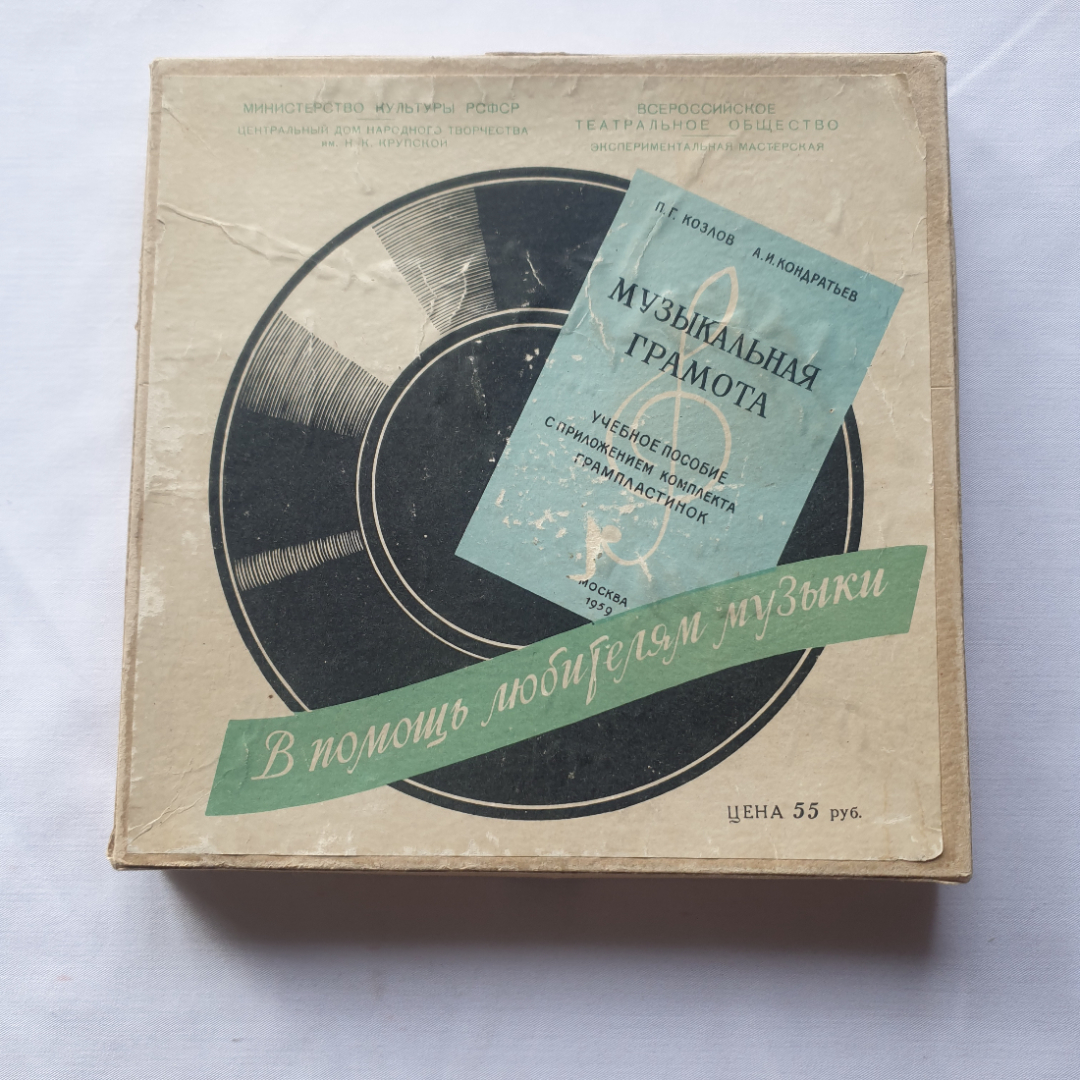 МИНИСТЕРСТВО КУЛЬТУРЫ РСФСР
ЦЕНТРАЛЬНЫЙ ДОМ НАРОДНОГО ТВОРЧЕСТВА
им. Н. К. КРУПСКОЙ
ВСЕРОССИЙСКОЕ
ТЕАТРАЛЬНОЕ ОБЩЕСТВО
ЭКСПЕРИМЕНТАЛЬНАЯ МАСТЕРСКАЯ
П. Г. КОЗЛОВ А. И. КОНДРАТЬЕВ
МУЗЫКАЛЬНАЯ
ГРАМОТА
УЧЕБНОЕ ПОСОБИЕ
С ПРИЛОЖЕНИЕМ КОМПЛЕКТА
ГРАМПЛАСТИНОК
МОСКВА
1959
В помощь любителям музыки
ЦЕНА 55 руб.